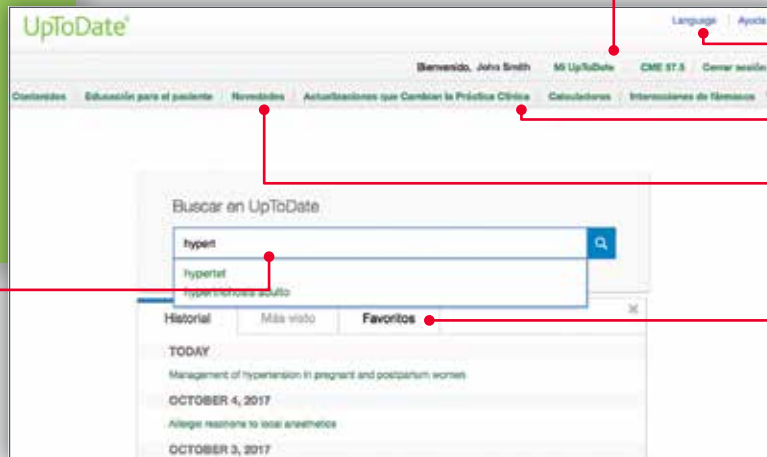 UpToDate®
Language | Ayuda
Bienvenido, John Smith Mi UpToDate CME 57.5 Cerrar sesión
Contenidos Educación para el paciente Novedades Actualizaciones que Cambian la Práctica Clínica Calculadoras Interacciones de fármacos
Buscar en UpToDate
hypert
hypertet
adulto
Historial Más visto Favoritos
TODAY
Management of hypertension in pregnant and postpartum women
OCTOBER 4, 2017
Allergic reactions to local anesthetics
OCTOBER 3, 2017